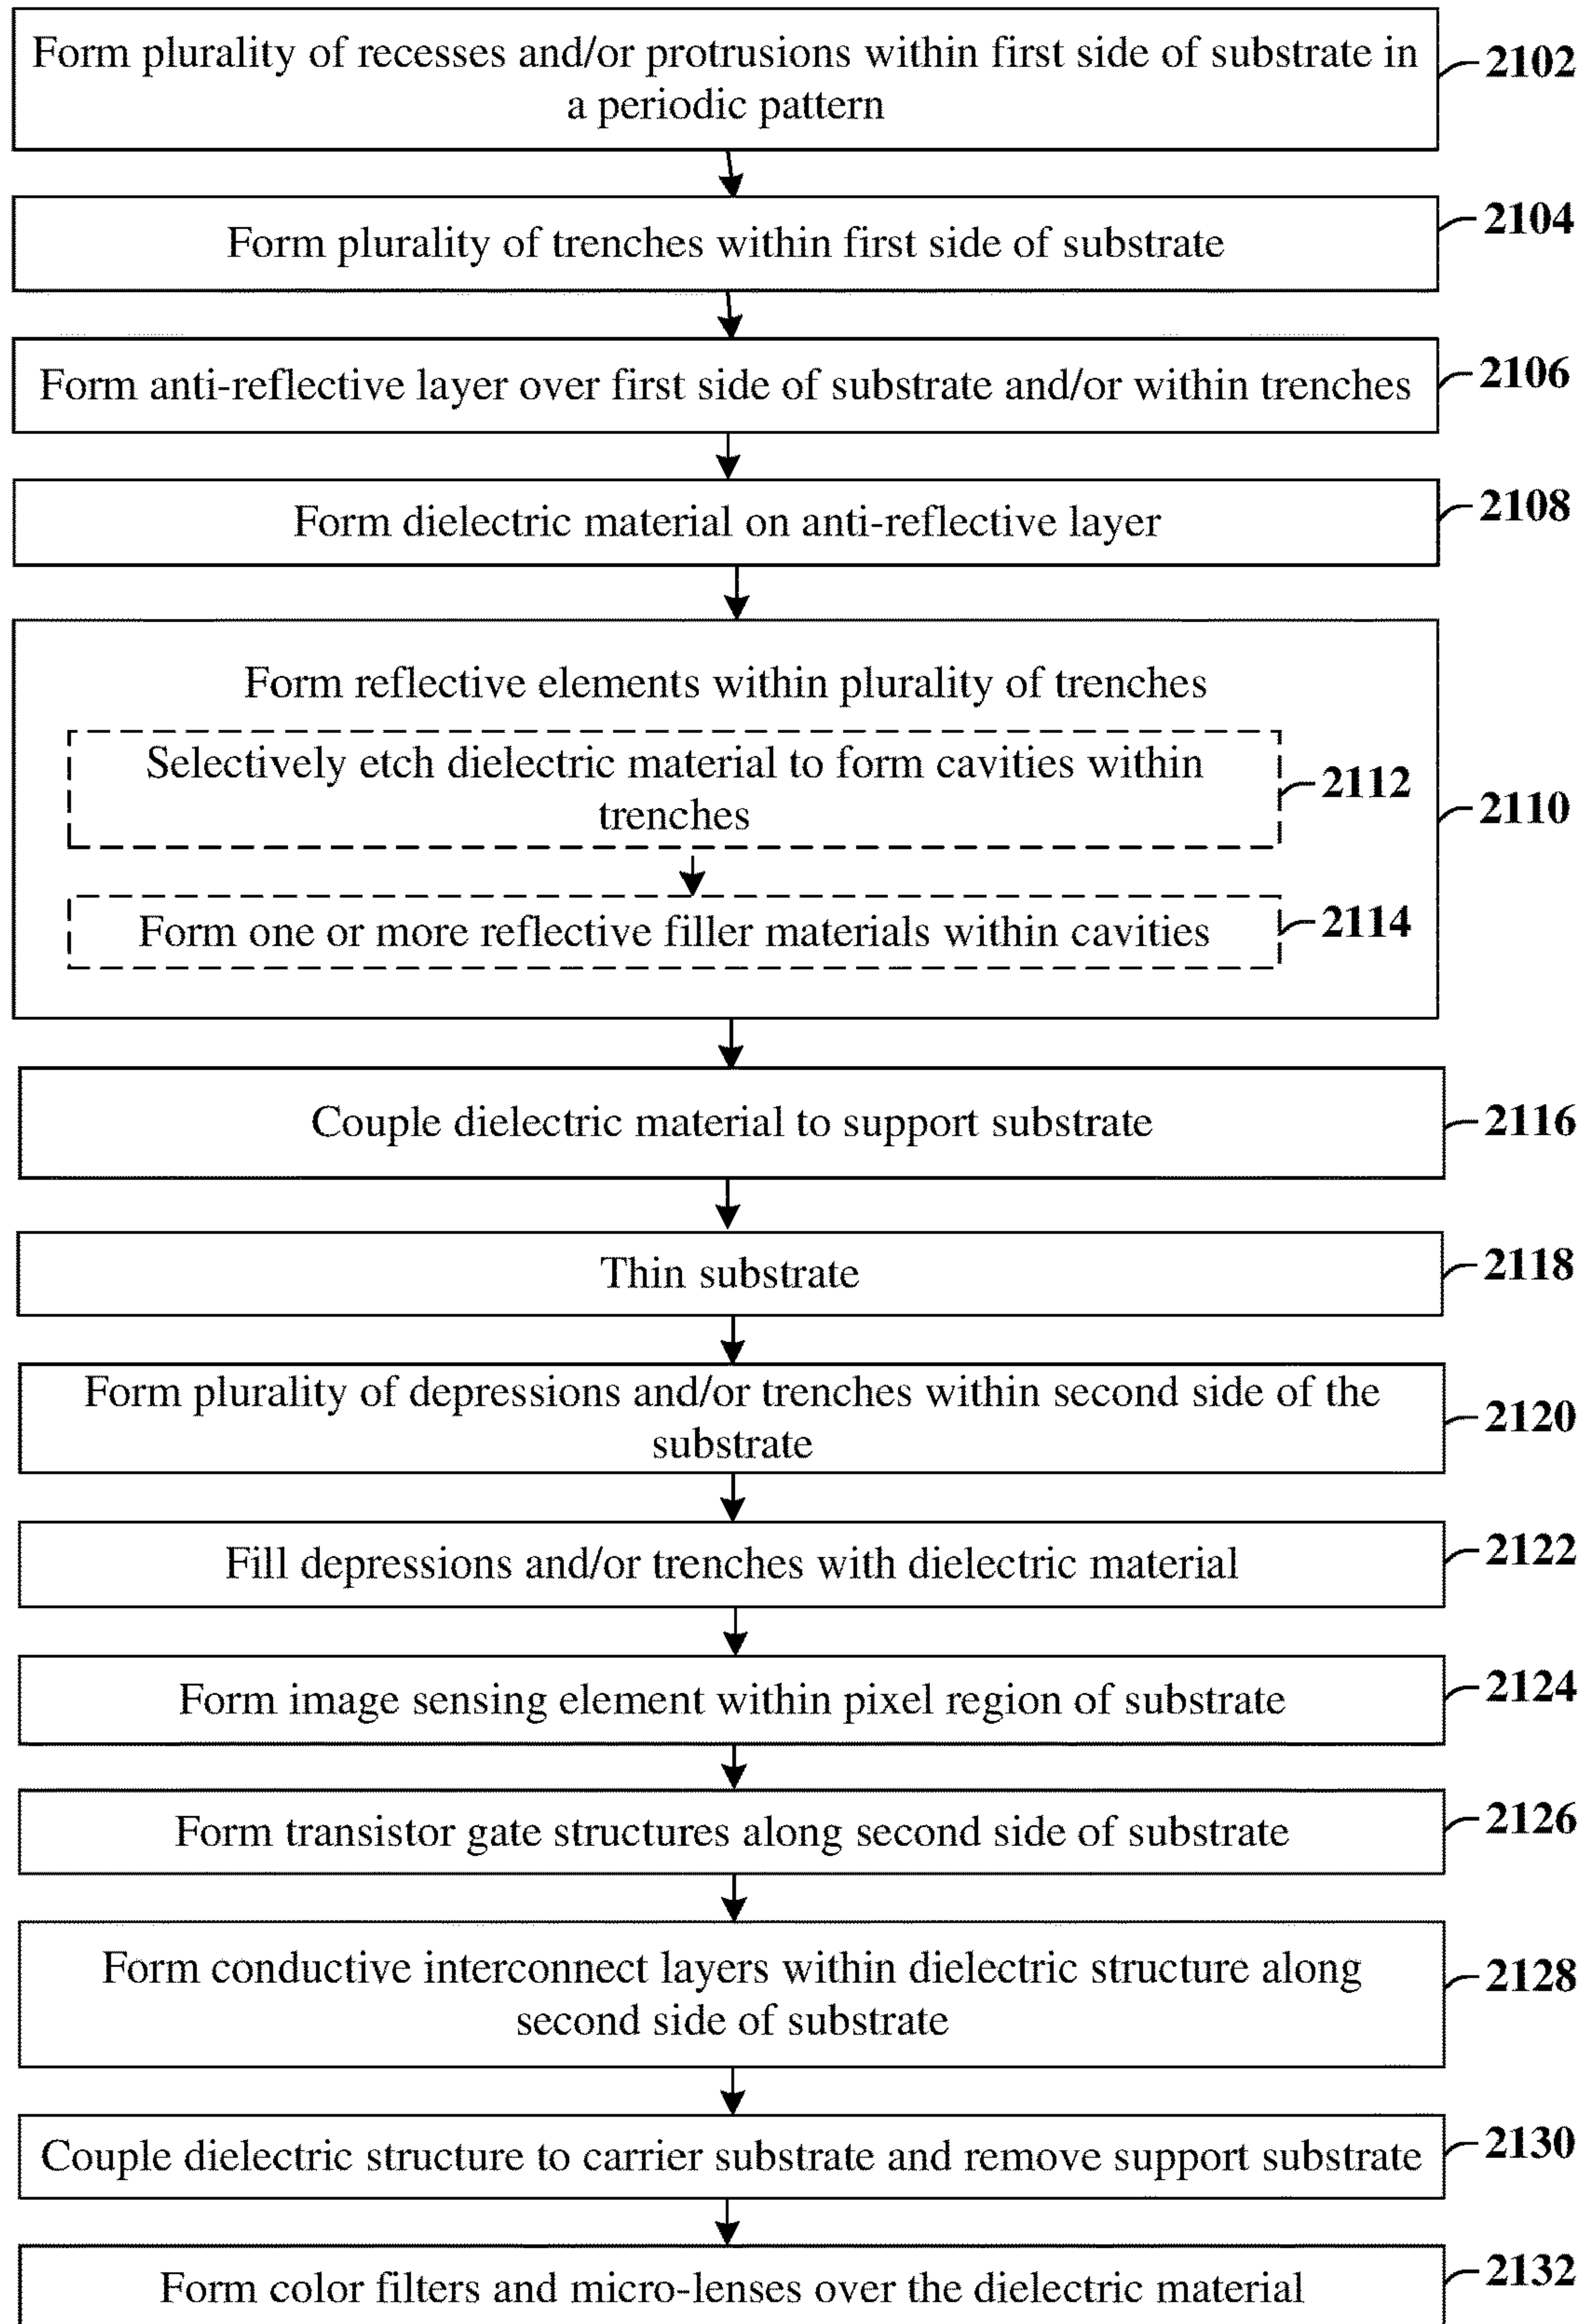 Form plurality of recesses and/or protrusions within first side of substrate in
a periodic pattern
2102
Form plurality of trenches within first side of substrate
2104
Form anti-reflective layer over first side of substrate and/or within trenches
2106
Form dielectric material on anti-reflective layer
2108
Form reflective elements within plurality of trenches
Selectively etch dielectric material to form cavities within
trenches
2112
2110
Form one or more reflective filler materials within cavities
2114
Couple dielectric material to support substrate
2116
Thin substrate
2118
Form plurality of depressions and/or trenches within second side of the
substrate
2120
Fill depressions and/or trenches with dielectric material
2122
Form image sensing element within pixel region of substrate
2124
Form transistor gate structures along second side of substrate
2126
Form conductive interconnect layers within dielectric structure along
second side of substrate
2128
Couple dielectric structure to carrier substrate and remove support substrate
2130
Form color filters and micro-lenses over the dielectric material
2132